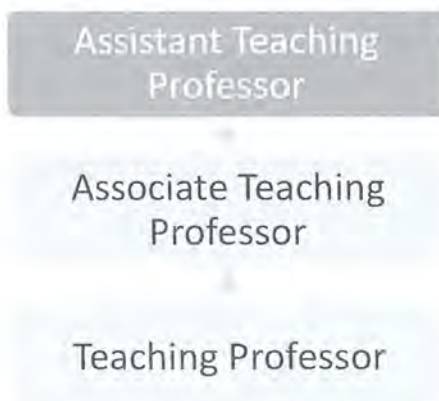 Assistant Teaching
Professor
Associate Teaching
Professor
Teaching Professor